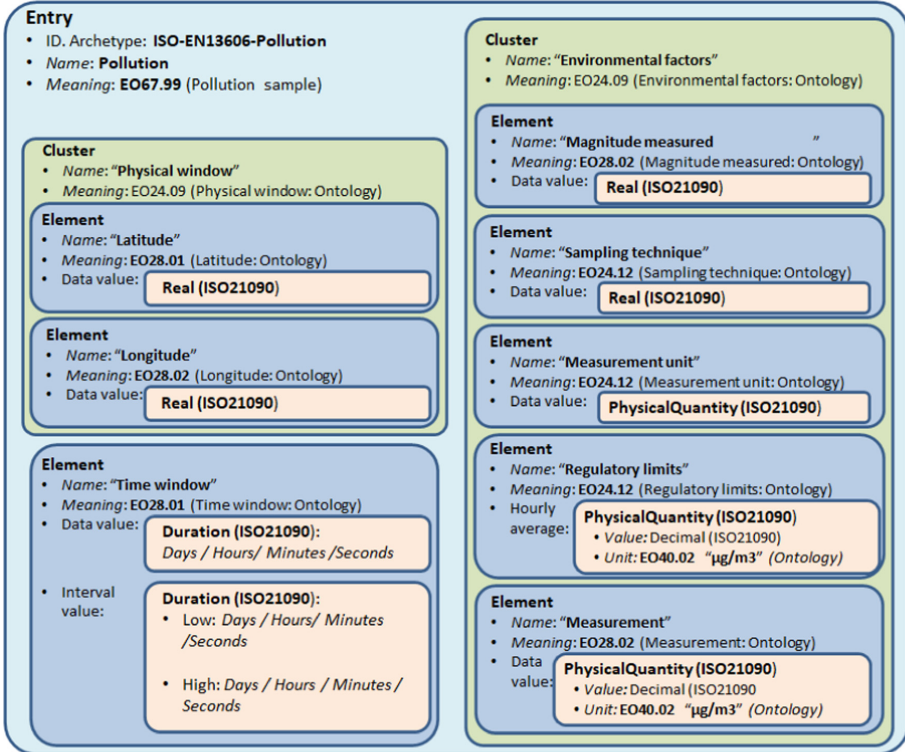 Entry
• ID. Archetype: ISO-EN13606-Pollution
• Name: Pollution
• Meaning: EO67.99 (Pollution sample)
Cluster
• Name: “Physical window”
• Meaning: EO24.09 (Physical window: Ontology)
Element
• Name: “Latitude”
• Meaning: EO28.01 (Latitude: Ontology)
• Data value:
Real (ISO21090)
Element
• Name: “Longitude”
• Meaning: EO28.02 (Longitude: Ontology)
• Data value:
Real (ISO21090)
Element
• Name: “Time window”
• Meaning: EO28.01 (Time window: Ontology)
• Data value:
Duration (ISO21090):
Days / Hours/ Minutes /Seconds
• Interval
value:
Duration (ISO21090):
• Low: Days / Hours/ Minutes
/Seconds
• High: Days / Hours / Minutes /
Seconds
Cluster
• Name: “Environmental factors”
• Meaning: EO24.09 (Environmental factors: Ontology)
Element
• Name: “Magnitude measured ”
• Meaning: EO28.02 (Magnitude measured: Ontology)
• Data value:
Real (ISO21090)
Element
• Name: “Sampling technique”
• Meaning: EO24.12 (Sampling technique: Ontology)
• Data value:
Real (ISO21090)
Element
• Name: “Measurement unit”
• Meaning: EO24.12 (Measurement unit: Ontology)
• Data value:
PhysicalQuantity (ISO21090)
Element
• Name: “Regulatory limits”
• Meaning: EO24.12 (Regulatory limits: Ontology)
• Hourly
average:
PhysicalQuantity (ISO21090)
• Value: Decimal (ISO21090)
• Unit: EO40.02 “µg/m3” (Ontology)
Element
• Name: “Measurement”
• Meaning: EO28.02 (Measurement: Ontology)
• Data
value:
PhysicalQuantity (ISO21090)
• Value: Decimal (ISO21090
• Unit: EO40.02 “µg/m3” (Ontology)